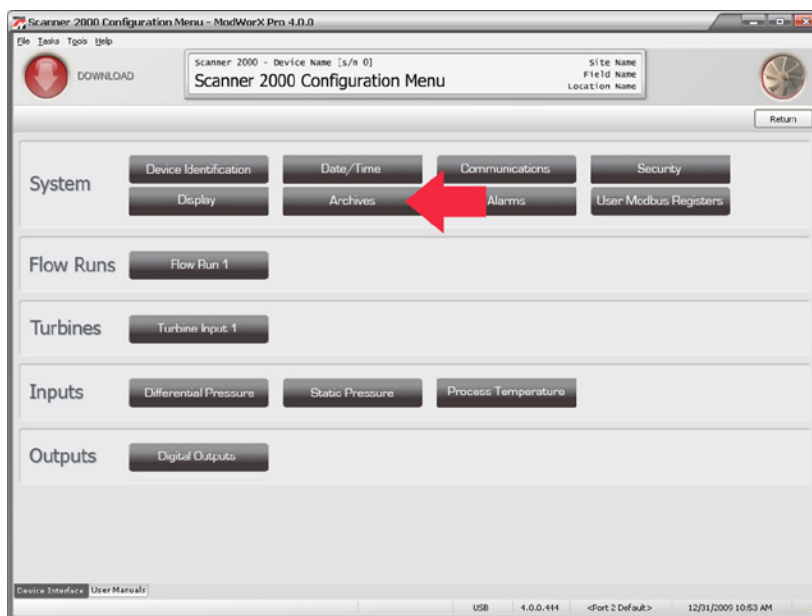 Scanner 2000 Configuration Menu - ModWorX Pro 4.0.0
File Tasks Tools Help
DOWNLOAD
Scanner 2000 - Device Name [s/n 0]
Scanner 2000 Configuration Menu
Site Name
Field Name
Location Name
Return
System
Device Identification Date/Time Communications Security
Display Archives Alarms User Modbus Registers
Flow Runs Flow Run 1
Turbines Turbine Input 1
Inputs Differential Pressure Static Pressure Process Temperature
Outputs Digital Outputs
Device Interface User Manuals
USB 4.0.0.444 <Port 2 Default> 12/31/2009 10:53 AM